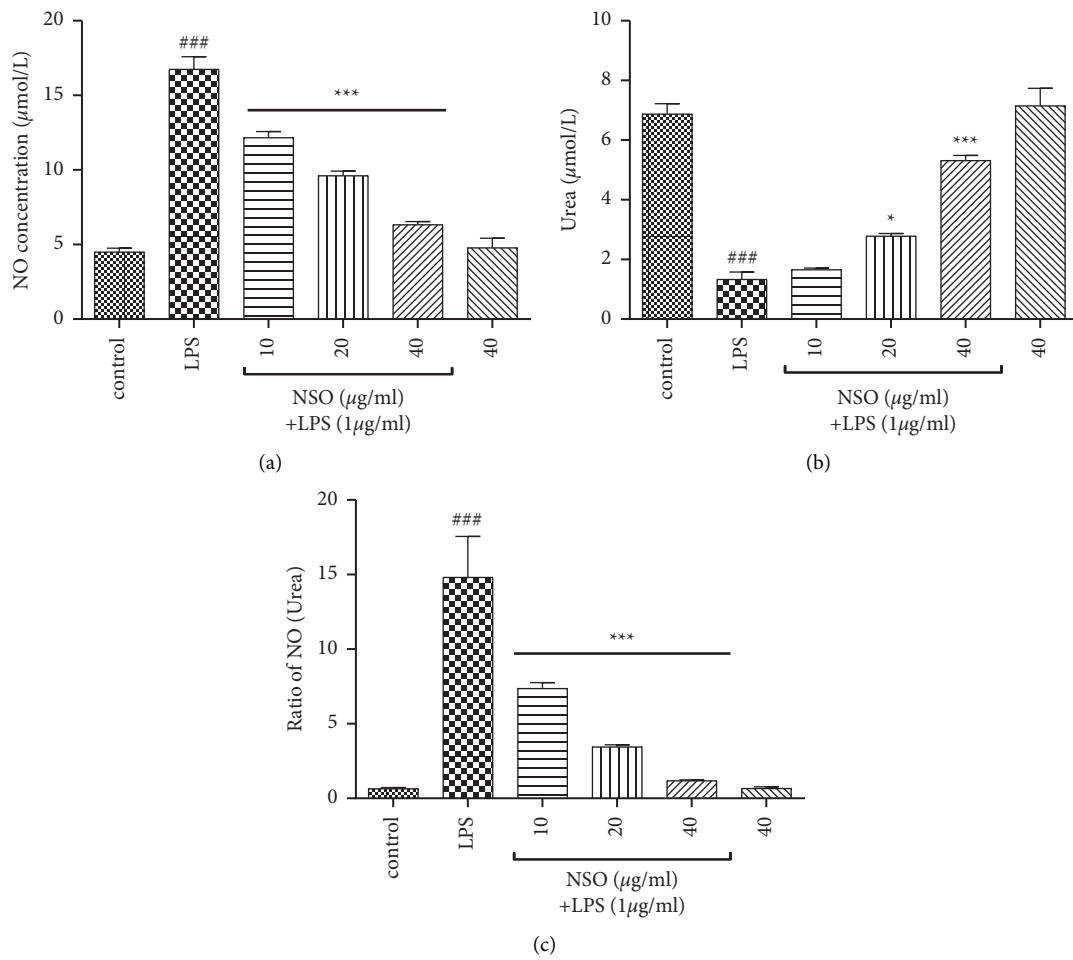 20
15
10
5
0
NO concentration (µmol/L)
###
***
control
LPS
10
20
40
40
NSO (µg/ml)
+LPS (1µg/ml)
(a)
10
8
6
4
2
0
Urea (µmol/L)
###
*
***
control
LPS
10
20
40
40
NSO (µg/ml)
+LPS (1µg/ml)
(b)
20
15
10
5
0
Ratio of NO (Urea)
###
***
control
LPS
10
20
40
40
NSO (µg/ml)
+LPS (1µg/ml)
(c)